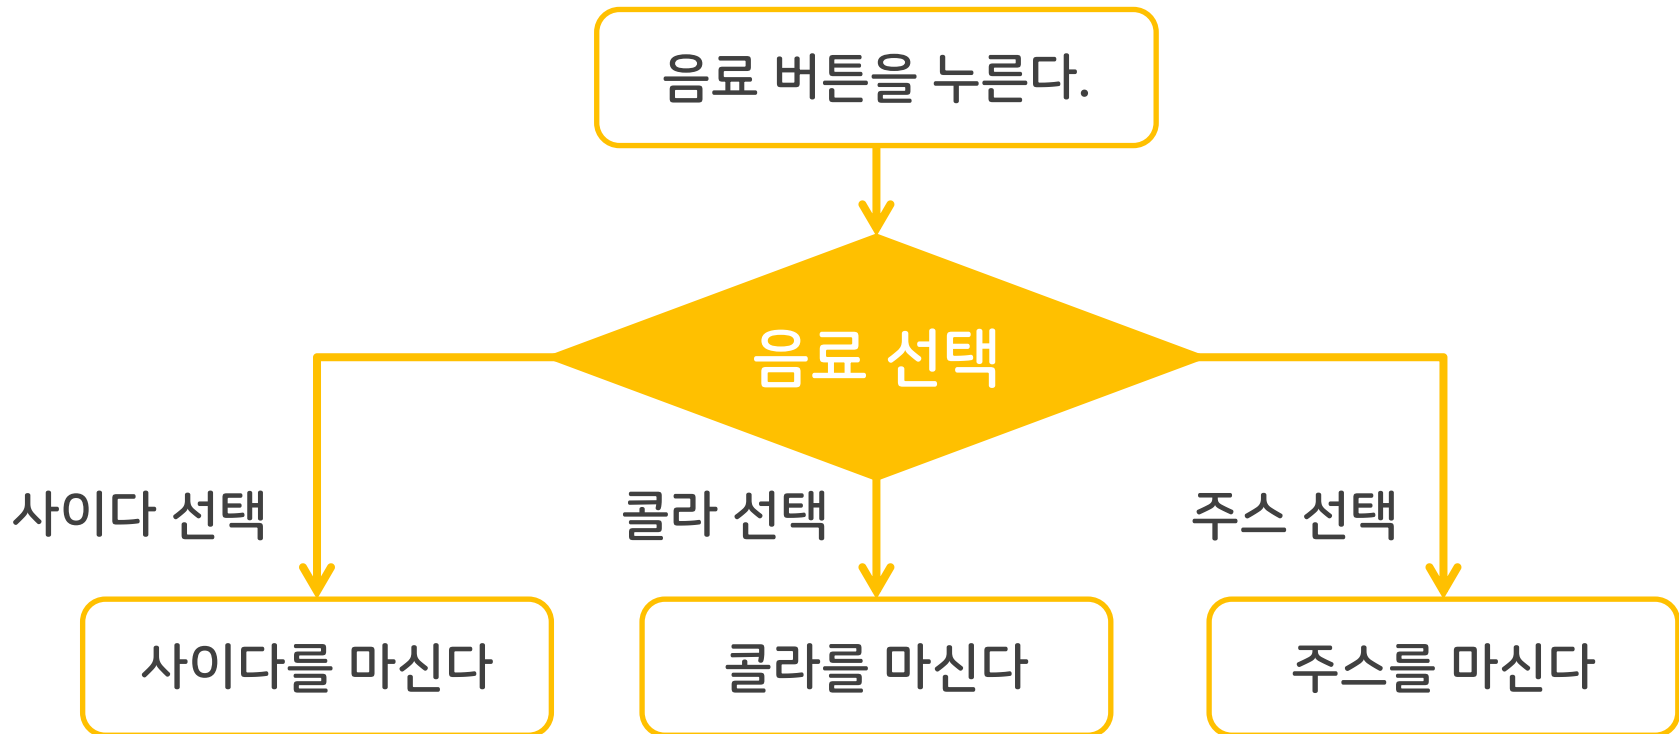 음료 버튼을 누른다.
음료 선택
사이다 선택
콜라 선택
주스 선택
사이다를 마신다
콜라를 마신다
주스를 마신다